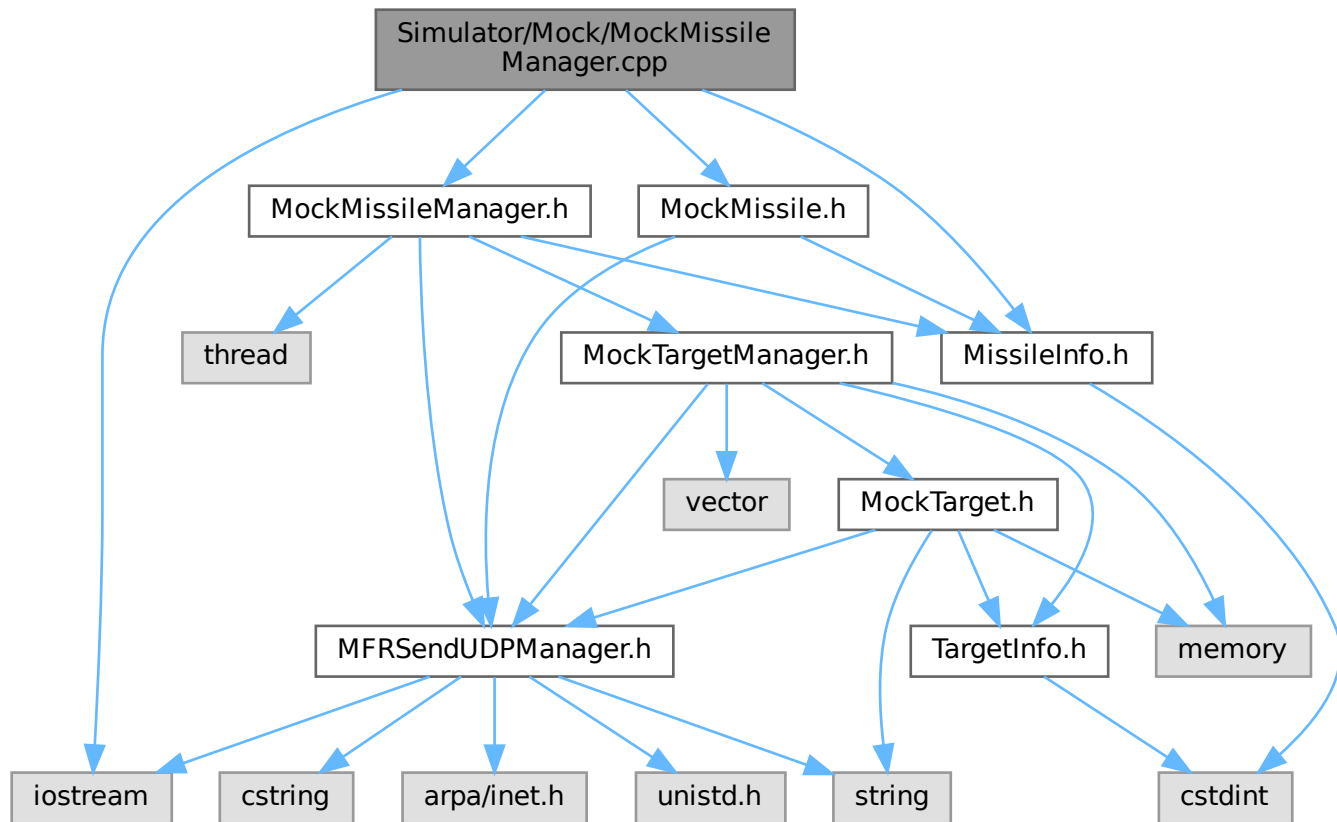 Simulator/Mock/MockMissile
Manager.cpp
MockMissileManager.h
MockMissile.h
thread
MockTargetManager.h
MissileInfo.h
vector
MockTarget.h
MFRSendUDPManager.h
TargetInfo.h
memory
iostream
cstring
arpa/inet.h
unistd.h
string
cstdint